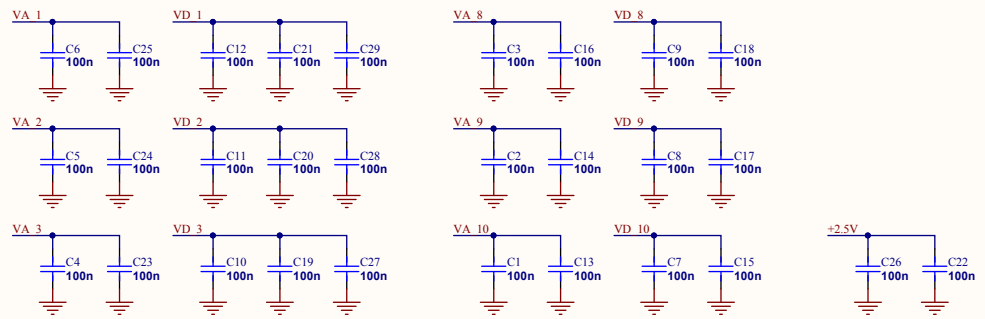 VA_1 VD_1 VA_8 VD_8
C6 C25 C12 C21 C29 C3 C16 C9 C18
100n 100n 100n 100n 100n 100n 100n 100n 100n
VA_2 VD_2 VA_9 VD_9
C5 C24 C11 C20 C28 C2 C14 C8 C17
100n 100n 100n 100n 100n 100n 100n 100n 100n
VA_3 VD_3 VA_10 VD_10 +2.5V
C4 C23 C10 C19 C27 C1 C13 C7 C15 C26 C22
100n 100n 100n 100n 100n 100n 100n 100n 100n 100n 100n